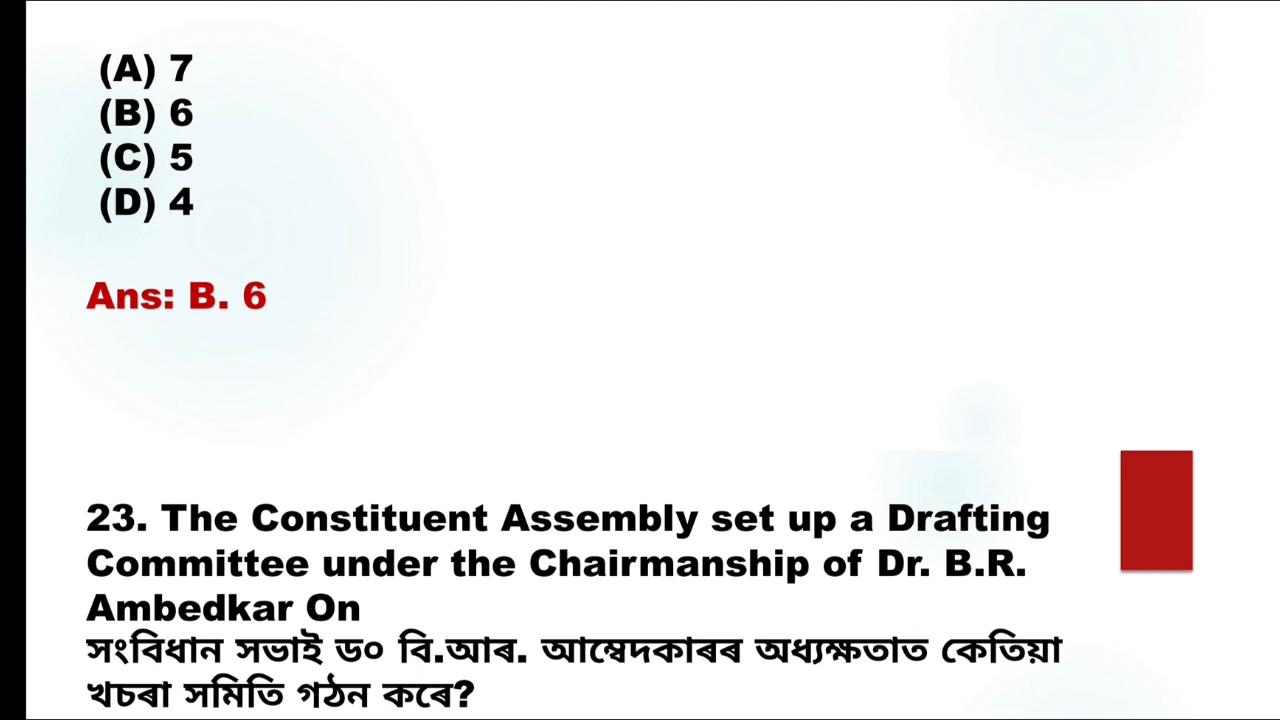 (A) 7
(B) 6
(C) 5
(D) 4
Ans: B. 6
23. The Constituent Assembly set up a Drafting
Committee under the Chairmanship of Dr. B.R.
Ambedkar On
সংবিধান সভাই ড০ বি.আৰ. আম্বেদকাৰৰ অধ্যক্ষতাত কেতিয়া
খচৰা সমিতি গঠন কৰে?